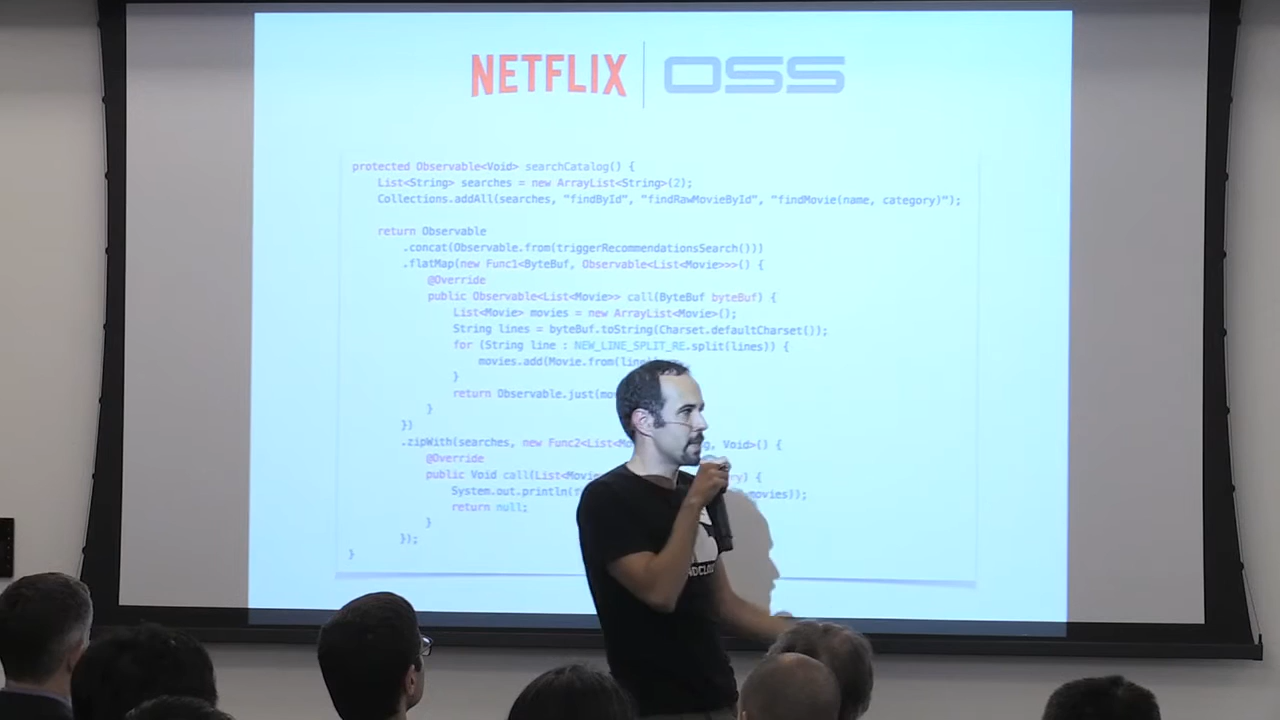 NETFLIX OSS
protected Observable<Void> searchCatalog() {
List<String> searches = new ArrayList<String>(2);
Collections.addAll(searches, "findById", "findRawMovieById", "findMovie(name, category)");
return Observable
.concat(Observable.from(triggerRecommendationsSearch()))
.flatMap(new Func1<ByteBuf, Observable<List<Movie>>>() {
@Override
public Observable<List<Movie>> call(ByteBuf byteBuf) {
List<Movie> movies = new ArrayList<Movie>();
String lines = byteBuf.toString(Charset.defaultCharset());
for (String line : NEW_LINE_SPLIT_RE.split(lines)) {
movies.add(Movie.from(line
}
return Observable.just(mo
}
})
.zipWith(searches, new Func2<List<Mo g, Void>() {
@Override
public Void call(List<Movie ry) {
System.out.println(f movies));
return null;
}
});
}